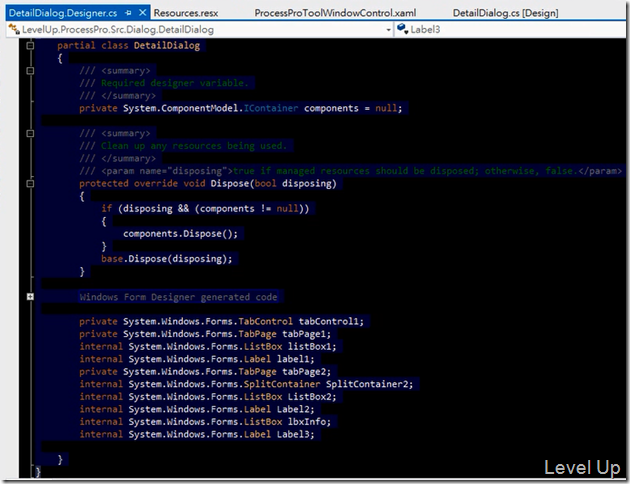 DetailDialog.Designer.cs Resources.resx ProcessProToolWindowControl.xaml DetailDialog.cs [Design]
LevelUp.ProcessPro.Src.Dialog.DetailDialog Label3
partial class DetailDialog
{
/// <summary>
/// Required designer variable.
/// </summary>
private System.ComponentModel.IContainer components = null;
/// <summary>
/// Clean up any resources being used.
/// </summary>
/// <param name="disposing">true if managed resources should be disposed; otherwise, false.</param>
protected override void Dispose(bool disposing)
{
if (disposing && (components != null))
{
components.Dispose();
}
base.Dispose(disposing);
}
Windows Form Designer generated code
private System.Windows.Forms.TabControl tabControl1;
private System.Windows.Forms.TabPage tabPage1;
internal System.Windows.Forms.ListBox listBox1;
internal System.Windows.Forms.Label label1;
private System.Windows.Forms.TabPage tabPage2;
internal System.Windows.Forms.SplitContainer SplitContainer2;
internal System.Windows.Forms.ListBox ListBox2;
internal System.Windows.Forms.Label Label2;
internal System.Windows.Forms.ListBox lbxInfo;
internal System.Windows.Forms.Label Label3;
}
}
Level Up